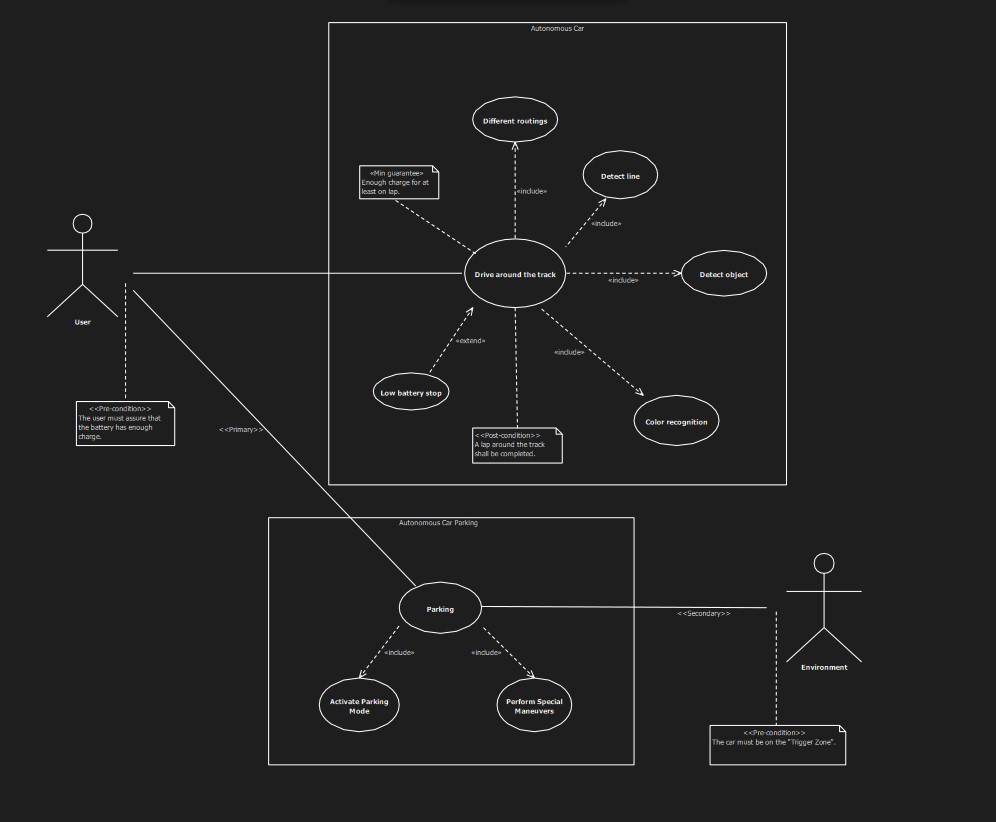 Autonomous Car
Different routings
«Min guarantee»
Enough charge for at
least on lap.
Detect line
«include»
«include»
Drive around the track
Detect object
«include»
User
«extend»
«include»
Low battery stop
<<Pre-condition>>
The user must assure that
the battery has enough
charge.
Color recognition
<<Primary>>
<<Post-condition>>
A lap around the track
shall be completed.
Autonomous Car Parking
Parking
<<Secondary>>
«include»
«include»
Environment
Activate Parking
Mode
Perform Special
Maneuvers
<<Pre-condition>>
The car must be on the "Trigger Zone".